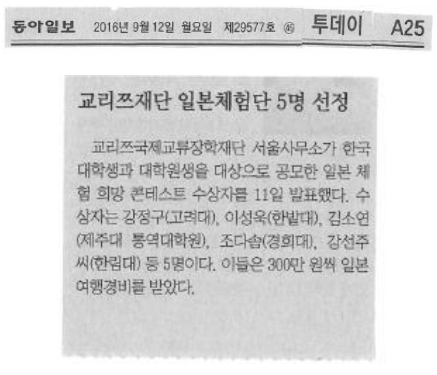 동아일보 2016년 9월 12일 월요일 제29577호 ㊻ 투데이 A25
교리쯔재단 일본체험단 5명 선정
교리쯔국제교류장학재단 서울사무소가 한국
대학생과 대학원생을 대상으로 공모한 일본 체
험 희망 콘테스트 수상자를 11일 발표했다. 수
상자는 강정구(고려대), 이성욱(한밭대), 김소연
(제주대 통역대학원), 조다솜(경희대), 강선주
씨(한림대) 등 5명이다. 이들은 300만 원씩 일본
여행경비를 받았다.